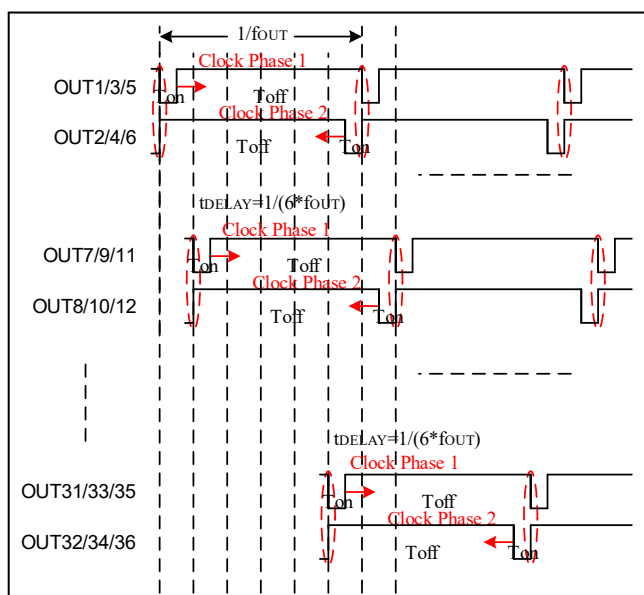 1/fOUT
Clock Phase 1
OUT1/3/5
Ton
Toff
Clock Phase 2
OUT2/4/6
Toff
Ton
tDELAY=1/(6*fOUT)
Clock Phase 1
OUT7/9/11
Ton
Toff
Clock Phase 2
OUT8/10/12
Toff
Ton
tDELAY=1/(6*fOUT)
Clock Phase 1
OUT31/33/35
Ton
Toff
Clock Phase 2
OUT32/34/36
Toff
Ton